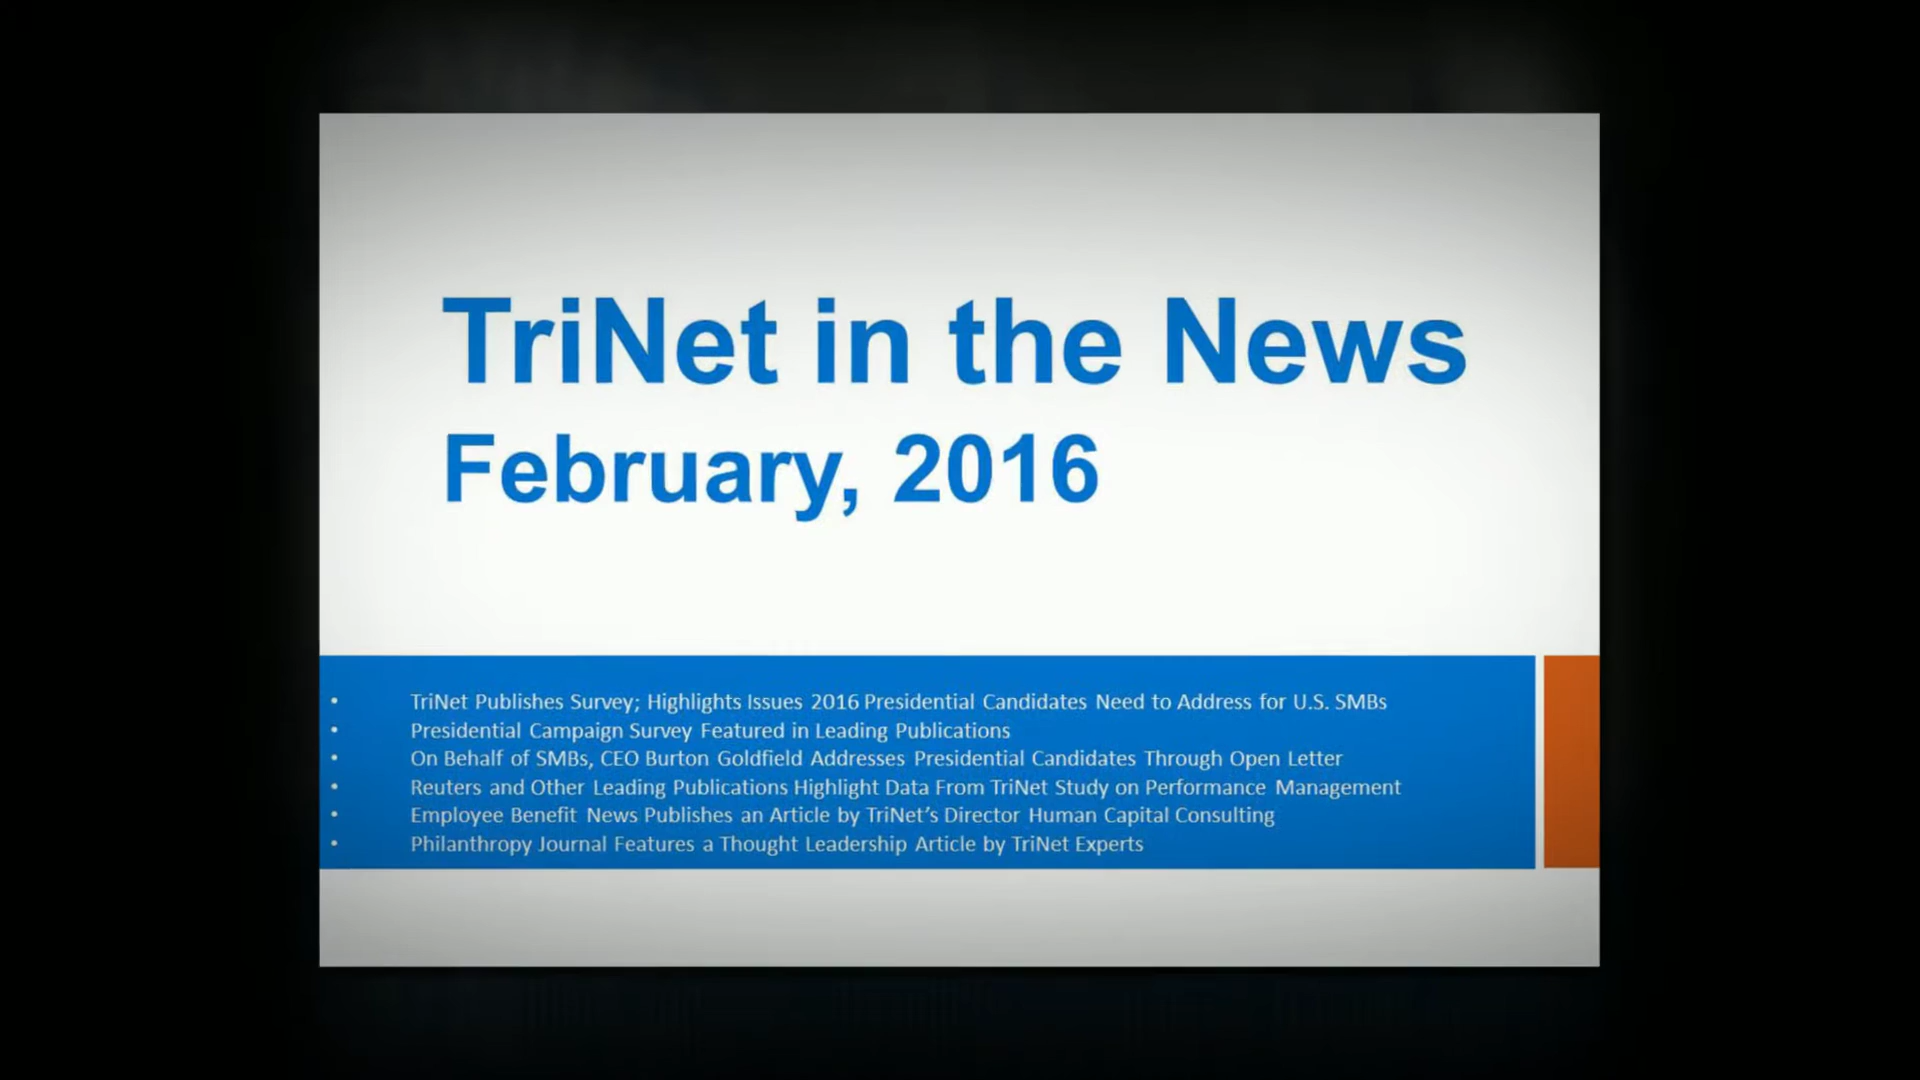 TriNet in the News
February, 2016
• TriNet Publishes Survey; Highlights Issues 2016 Presidential Candidates Need to Address for U.S. SMBs
• Presidential Campaign Survey Featured in Leading Publications
• On Behalf of SMBs, CEO Burton Goldfield Addresses Presidential Candidates Through Open Letter
• Reuters and Other Leading Publications Highlight Data From TriNet Study on Performance Management
• Employee Benefit News Publishes an Article by TriNet’s Director Human Capital Consulting
• Philanthropy Journal Features a Thought Leadership Article by TriNet Experts